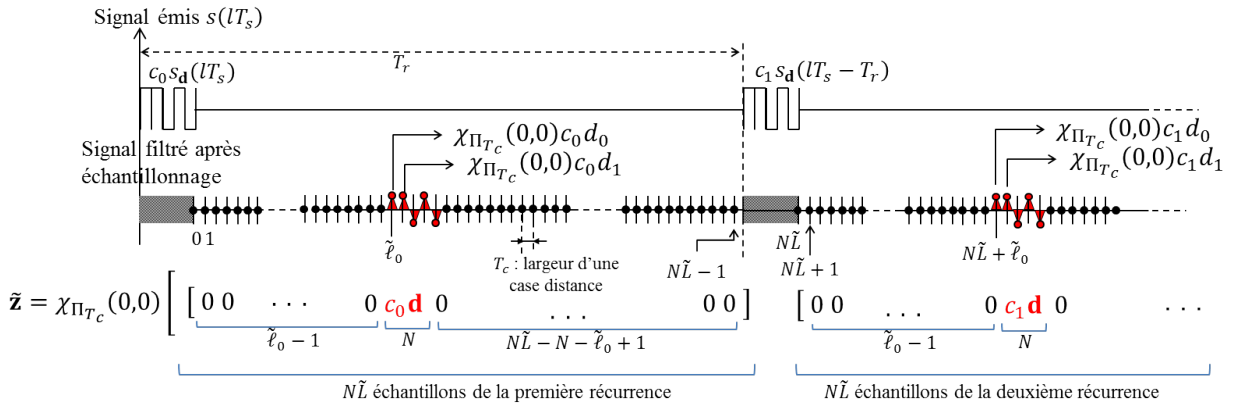 Signal émis s(lT_s)
T_r
c_0 s_d(lT_s)
c_1 s_d(lT_s − T_r)
χ_{Π_{T_c}}(0,0)c_0 d_0
χ_{Π_{T_c}}(0,0)c_1 d_0
χ_{Π_{T_c}}(0,0)c_0 d_1
χ_{Π_{T_c}}(0,0)c_1 d_1
Signal filtré après
échantillonnage
0 1
ℓ̃_0
T_c : largeur d’une
case distance
NL̃ − 1
NL̃
NL̃ + 1
NL̃ + ℓ̃_0
z̃ = χ_{Π_{T_c}}(0,0) [ [ 0 0 . . . 0 c_0 d 0 ... 0 0 ] [ 0 0 . . . 0 c_1 d 0 . . .
ℓ̃_0 − 1
N
NL̃ − N − ℓ̃_0 + 1
ℓ̃_0 − 1
N
NL̃ échantillons de la première récurrence
NL̃ échantillons de la deuxième récurrence